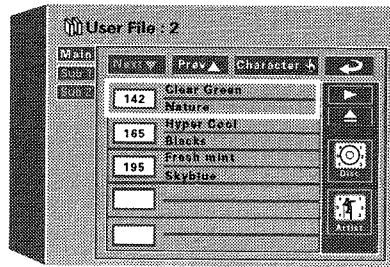 User File : 2
Main
Next▼ Prev▲ Character
Sub 1
Sub 2
142 Clear Green
Nature
165 Hyper Cool
Blacks
195 Fresh mint
Skyblue
Disc
Artist